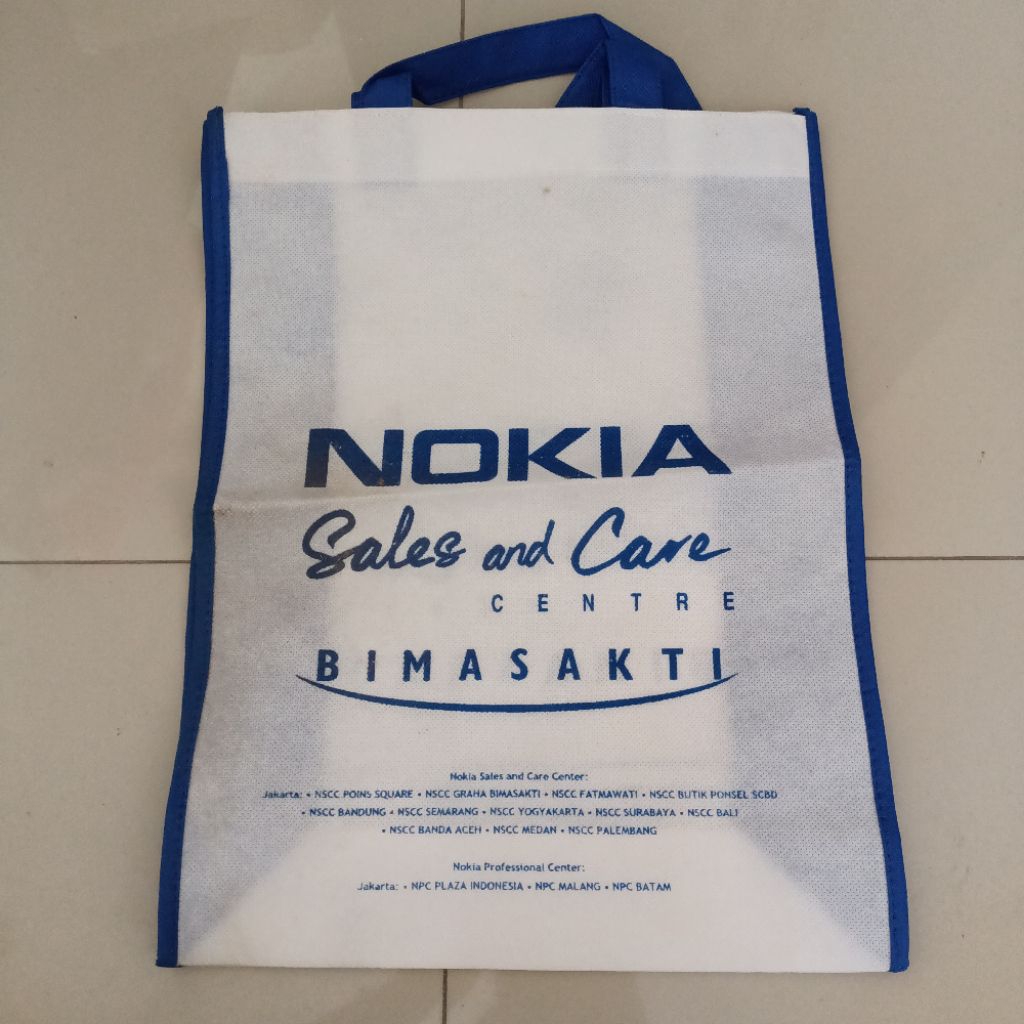 NOKIA
Sales and Care
CENTRE
BIMASAKTI
Nokia Sales and Care Center:
Jakarta: • NSCC POINS SQUARE • NSCC GRAHA BIMASAKTI • NSCC FATMAWATI • NSCC BUTIK PONSEL SCBD
• NSCC BANDUNG • NSCC SEMARANG • NSCC YOGYAKARTA • NSCC SURABAYA • NSCC BALI
• NSCC BANDA ACEH • NSCC MEDAN • NSCC PALEMBANG
Nokia Professional Center:
Jakarta: • NPC PLAZA INDONESIA • NPC MALANG • NPC BATAM